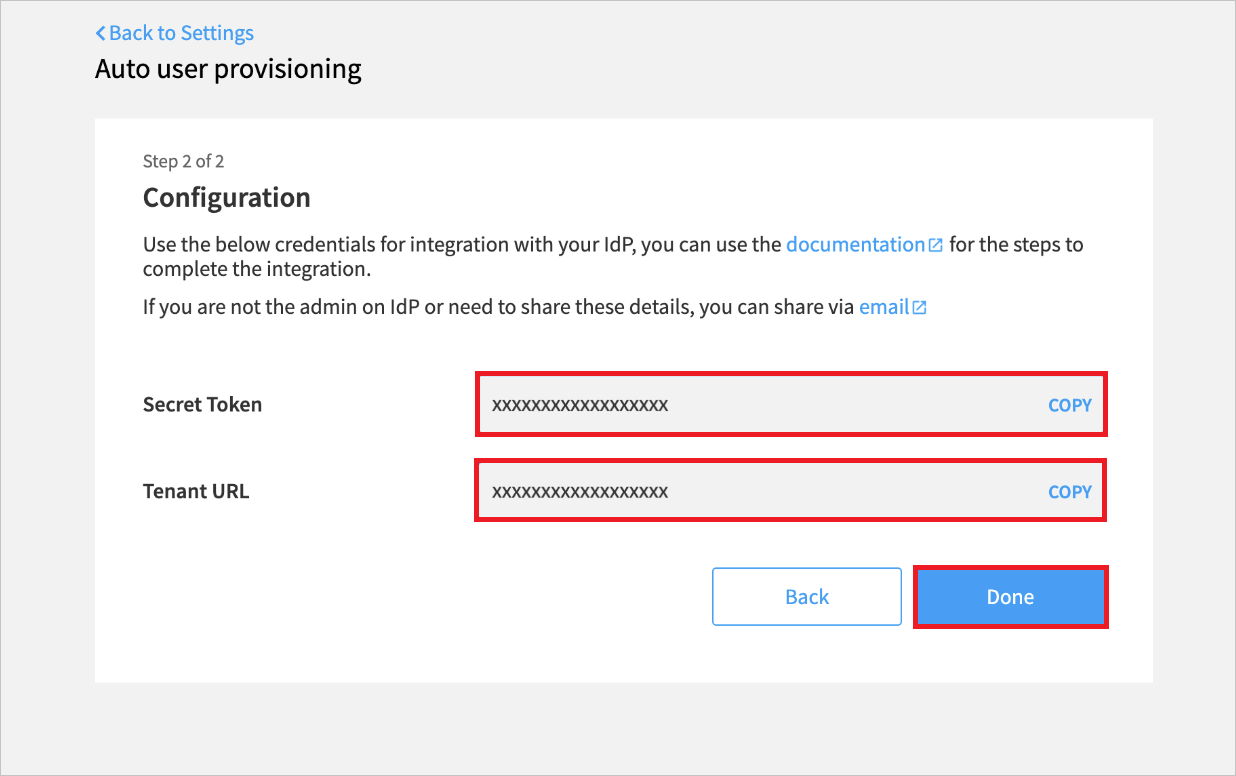 Back to Settings
Auto user provisioning
Step 2 of 2
Configuration
Use the below credentials for integration with your IdP, you can use the documentation for the steps to
complete the integration.
If you are not the admin on IdP or need to share these details, you can share via email
Secret Token xxxxxxxxxxxxxxxxxx COPY
Tenant URL xxxxxxxxxxxxxxxxxx COPY
Back Done